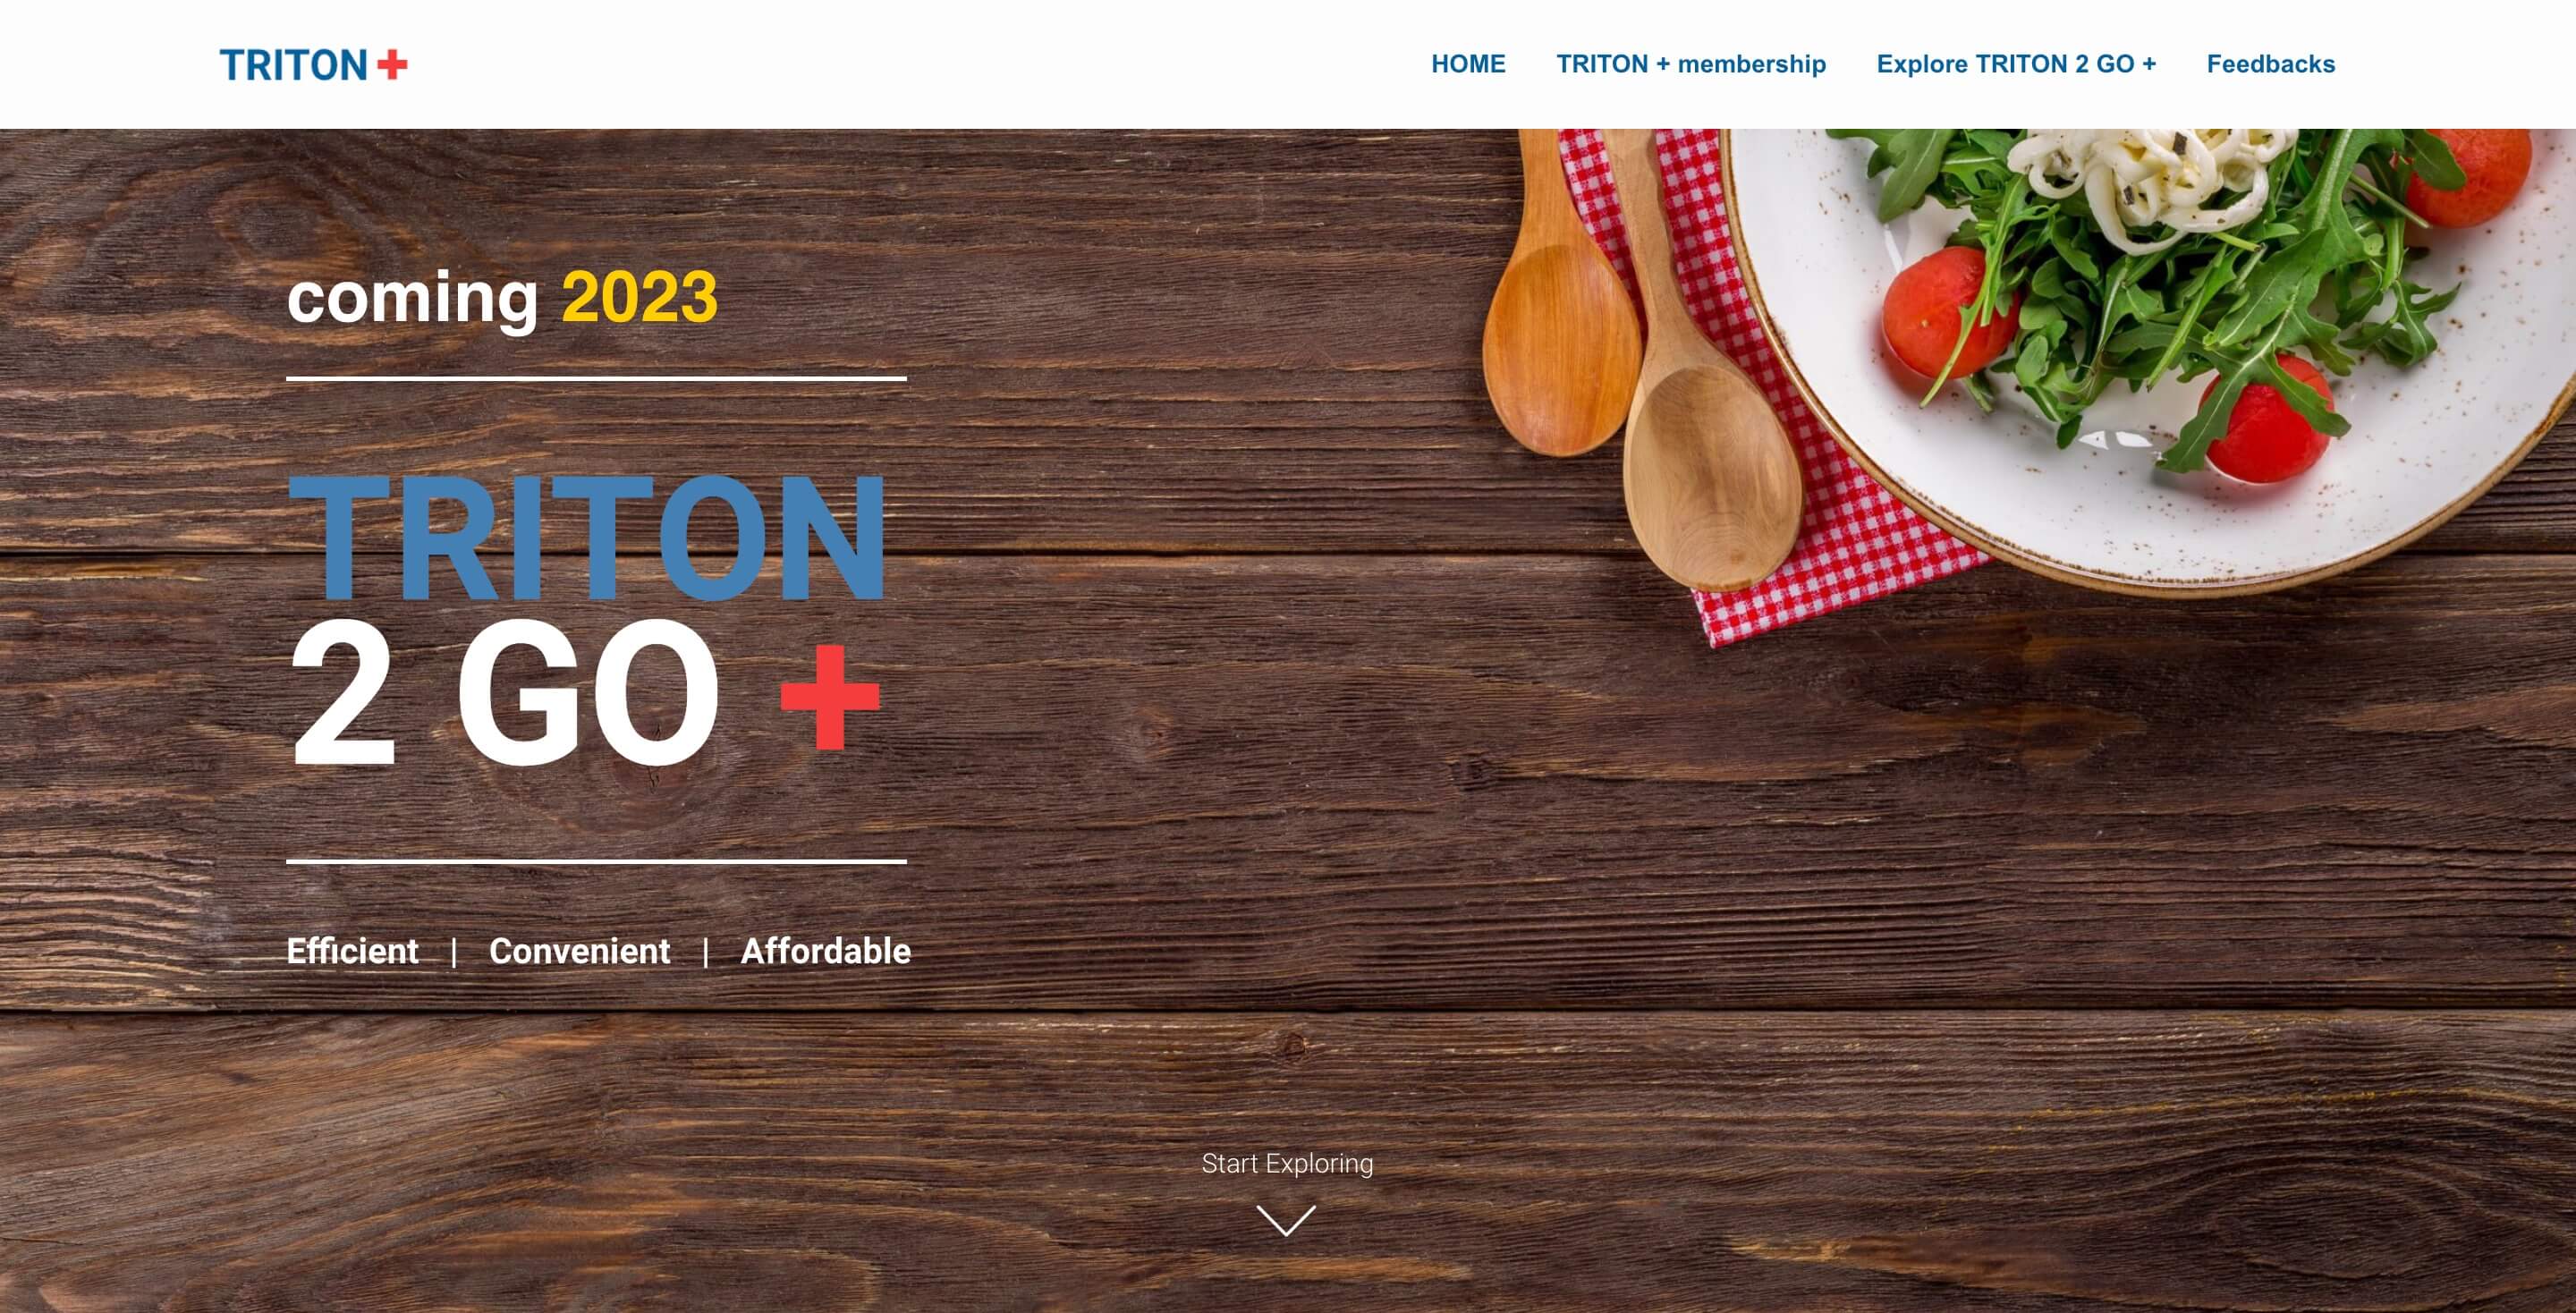 TRITON +
HOME TRITON + membership Explore TRITON 2 GO + Feedbacks
coming 2023
TRITON
2 GO +
Efficient | Convenient | Affordable
Start Exploring